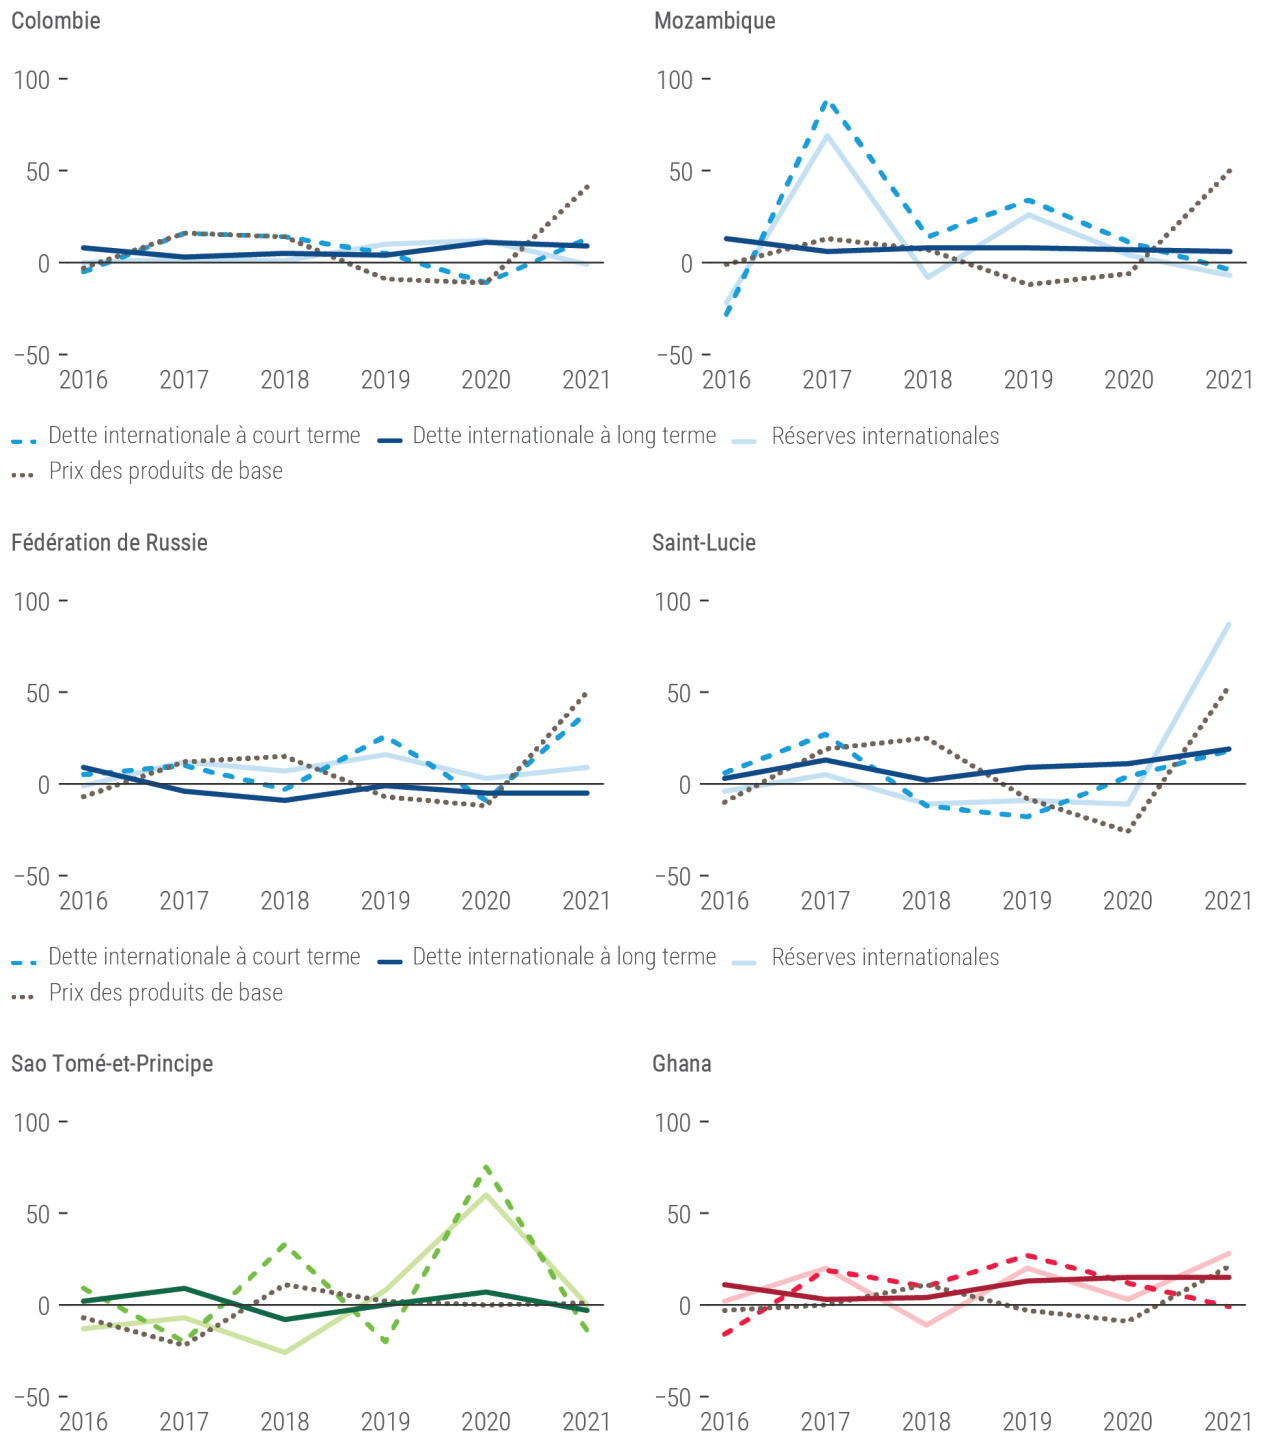 Colombie
Mozambique
100
50
0
−50
2016 2017 2018 2019 2020 2021
100
50
0
−50
2016 2017 2018 2019 2020 2021
Dette internationale à court terme Dette internationale à long terme Réserves internationales
Prix des produits de base
Fédération de Russie
Saint-Lucie
100
50
0
−50
2016 2017 2018 2019 2020 2021
100
50
0
−50
2016 2017 2018 2019 2020 2021
Dette internationale à court terme Dette internationale à long terme Réserves internationales
Prix des produits de base
Sao Tomé-et-Principe
Ghana
100
50
0
−50
2016 2017 2018 2019 2020 2021
100
50
0
−50
2016 2017 2018 2019 2020 2021